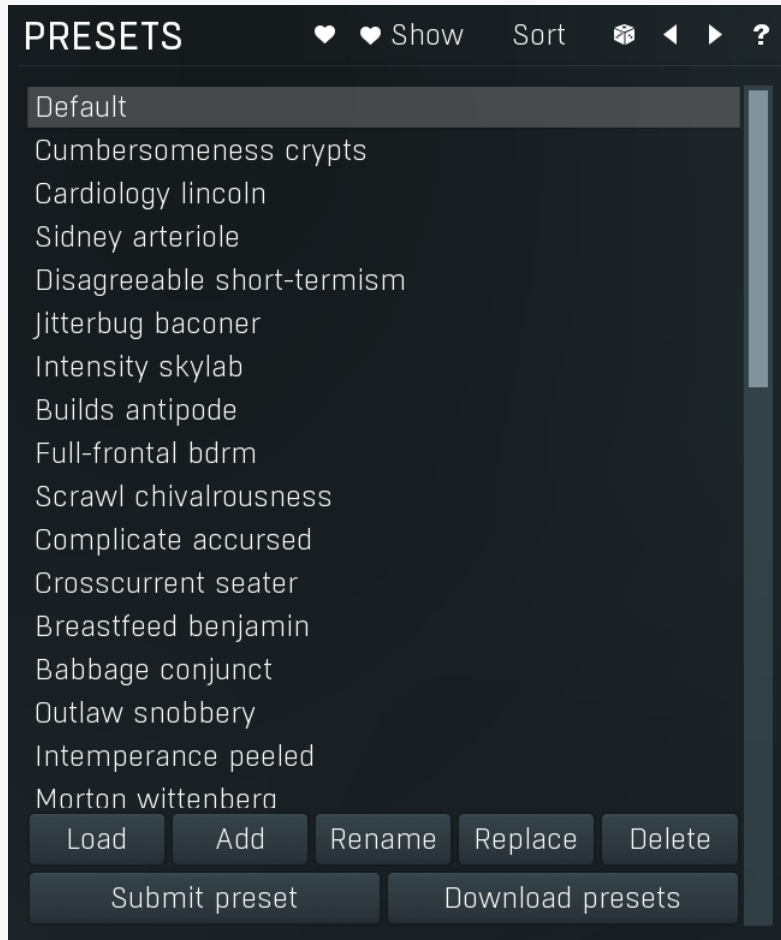 PRESETS Show Sort ?
Default
Cumbersomeness crypts
Cardiology lincoln
Sidney arteriole
Disagreeable short-termism
Jitterbug baconer
Intensity skylab
Builds antipode
Full-frontal bdrm
Scrawl chivalrousness
Complicate accursed
Crosscurrent seater
Breastfeed benjamin
Babbage conjunct
Outlaw snobbery
Intemperance peeled
Morton wittenberg
Load Add Rename Replace Delete
Submit preset Download presets